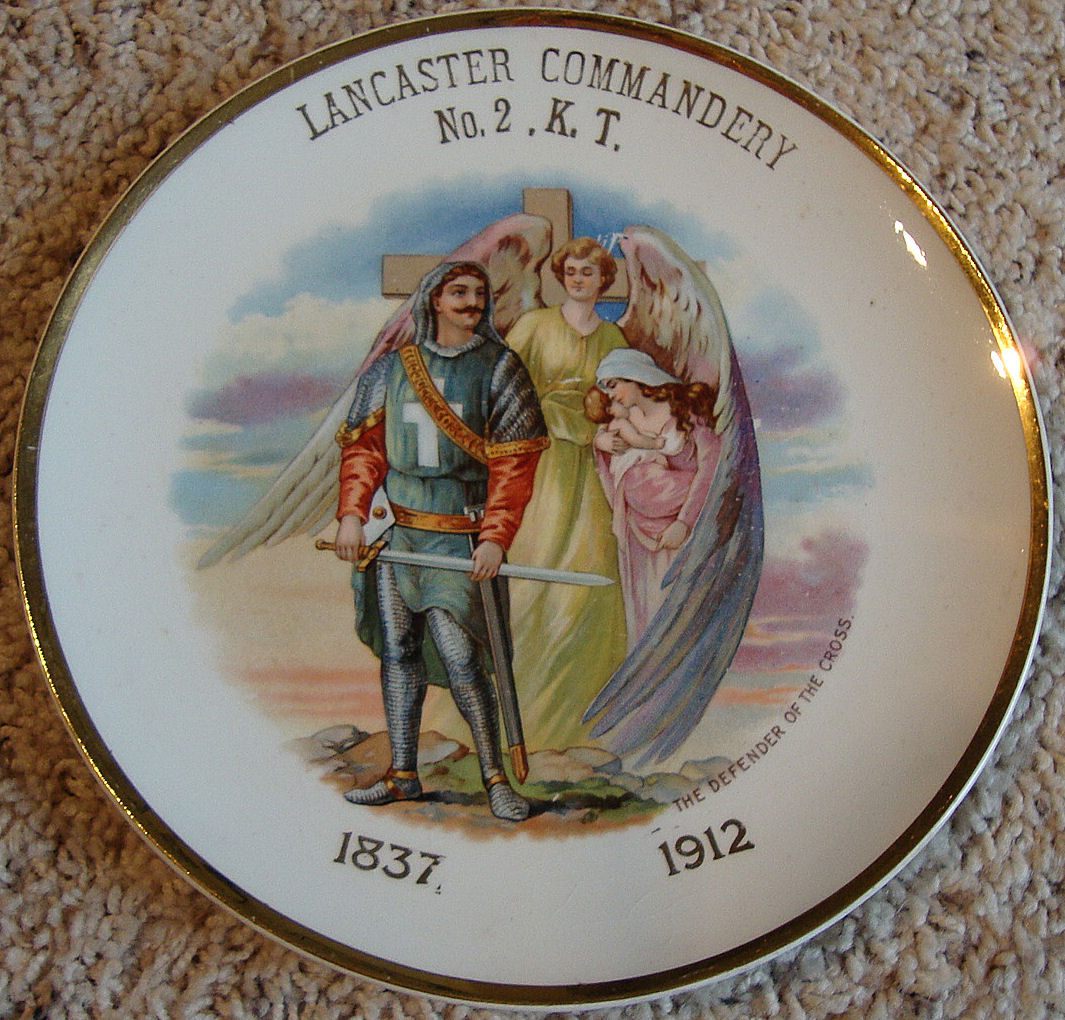 LANCASTER COMMANDERY
No. 2 . K. T.
THE DEFENDER OF THE CROSS.
1837. 1912